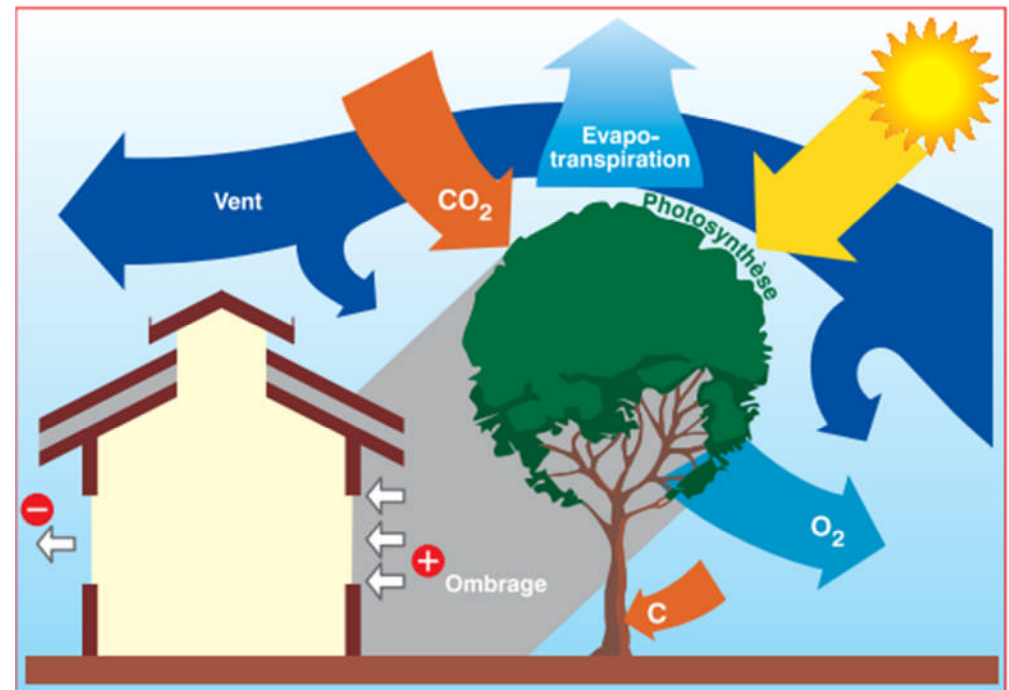 Evapo-
transpiration
Vent
CO₂
Photosynthèse
O₂
−
+
Ombrage
C